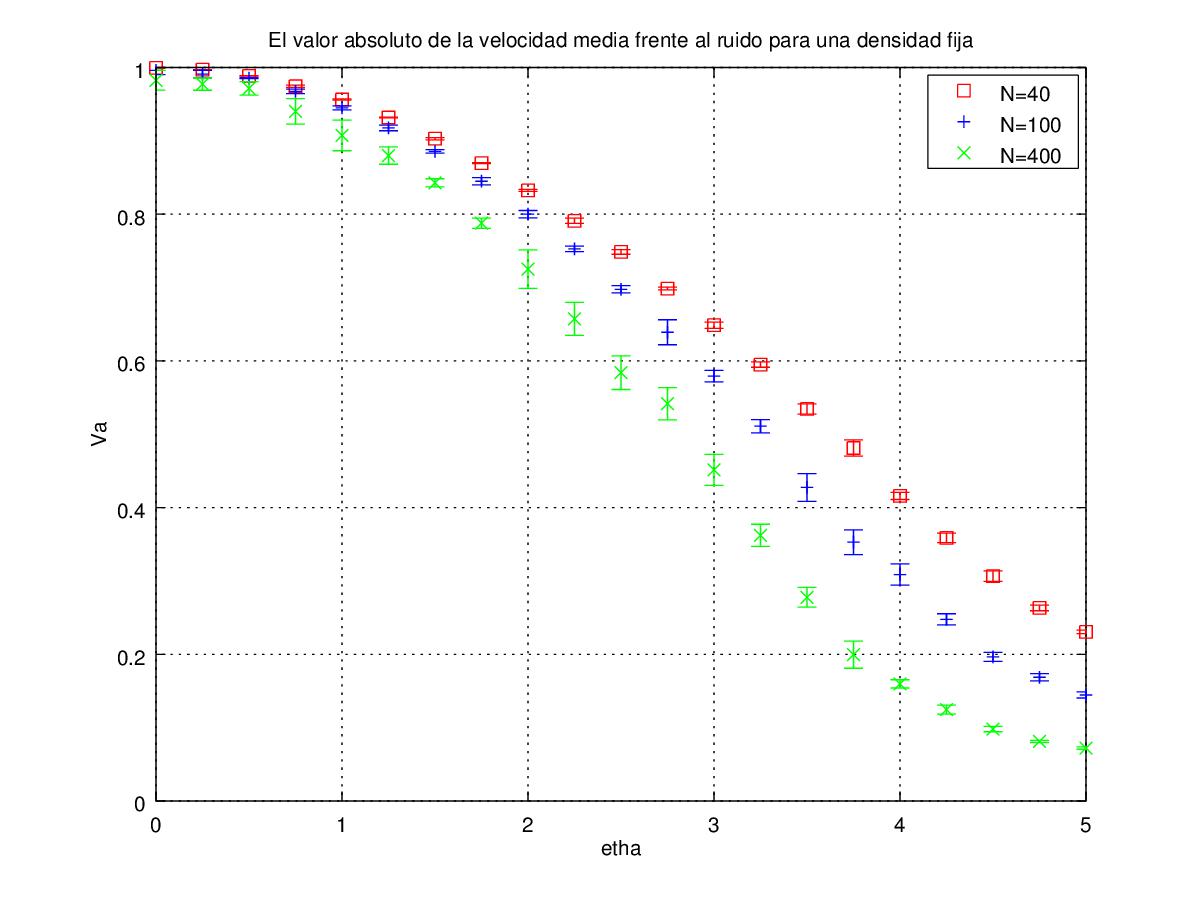 El valor absoluto de la velocidad media frente al ruido para una densidad fija
N=40
N=100
N=400
1
0.8
0.6
0.4
0.2
0
Va
0 1 2 3 4 5
etha